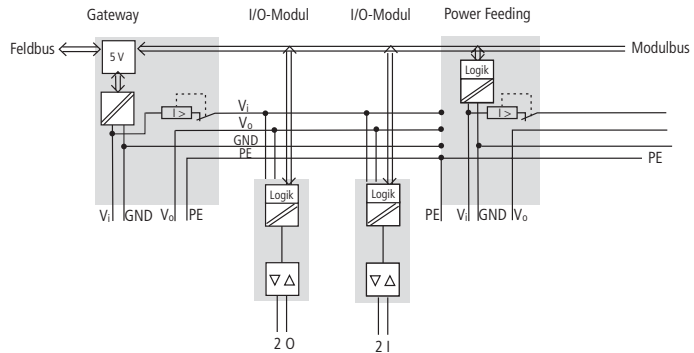 Gateway
I/O-Modul
I/O-Modul
Power Feeding
Feldbus
5 V
Modulbus
Logik
I >
I >
Vi
Vo
GND
PE
PE
Logik
Logik
Vi GND Vo PE
PE Vi GND Vo
2 O
2 I